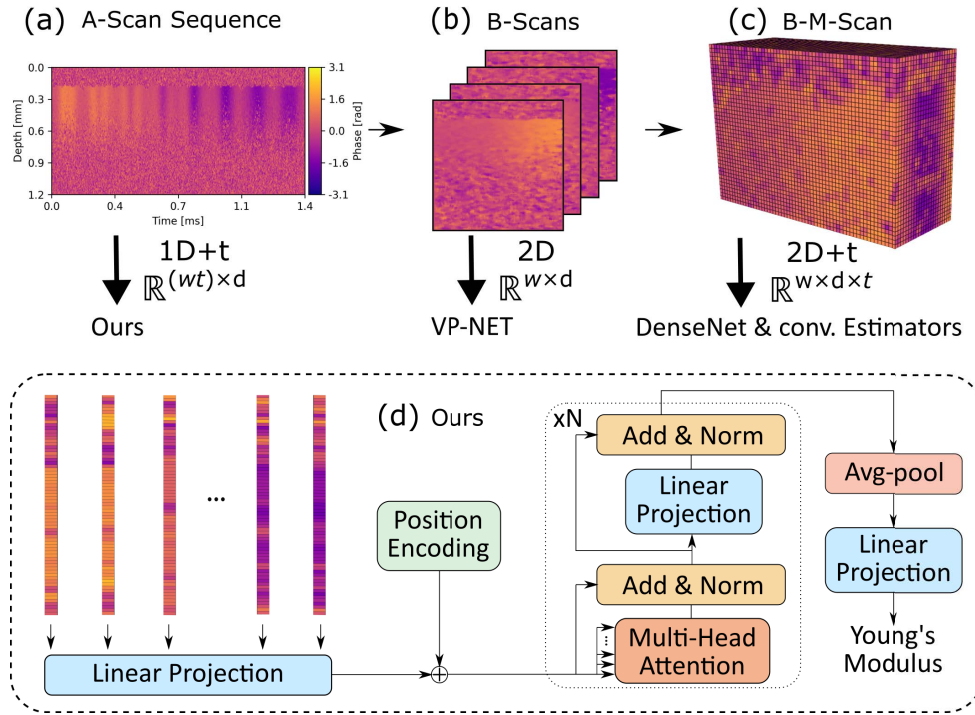 (a) A-Scan Sequence
(b) B-Scans
(c) B-M-Scan
0.0
0.3
0.6
0.9
1.2
Depth [mm]
0.0 0.4 0.7 1.1 1.4
Time [ms]
3.1
1.6
0.0
-1.6
-3.1
Phase [rad]
1D+t
ℝ^(wt)×d
Ours
2D
ℝ^w×d
VP-NET
2D+t
ℝ^w×d×t
DenseNet & conv. Estimators
(d) Ours
...
Linear Projection
Position
Encoding
xN
Add & Norm
Linear
Projection
Add & Norm
Multi-Head
Attention
Avg-pool
Linear
Projection
Young's
Modulus